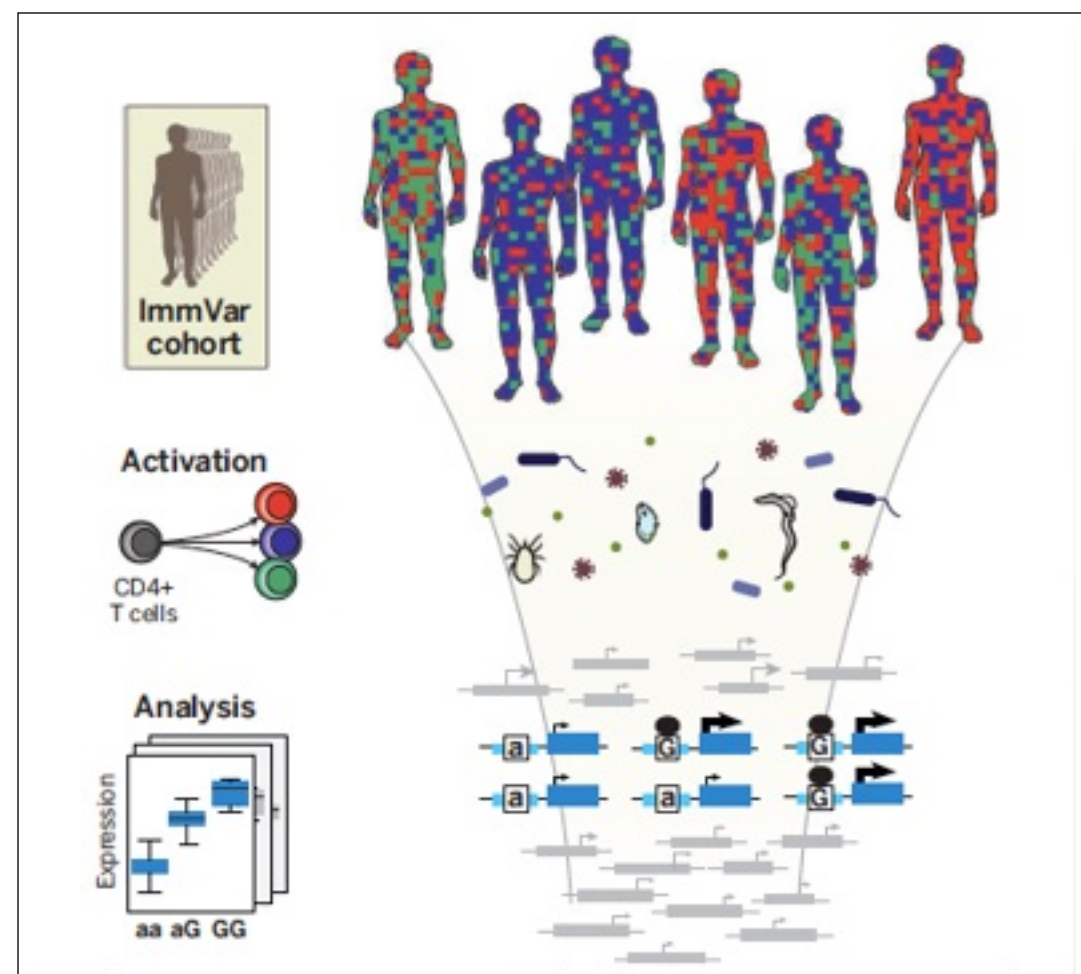 ImmVar
cohort
Activation
CD4+
T cells
Analysis
Expression
aa aG GG
a G G
a a G